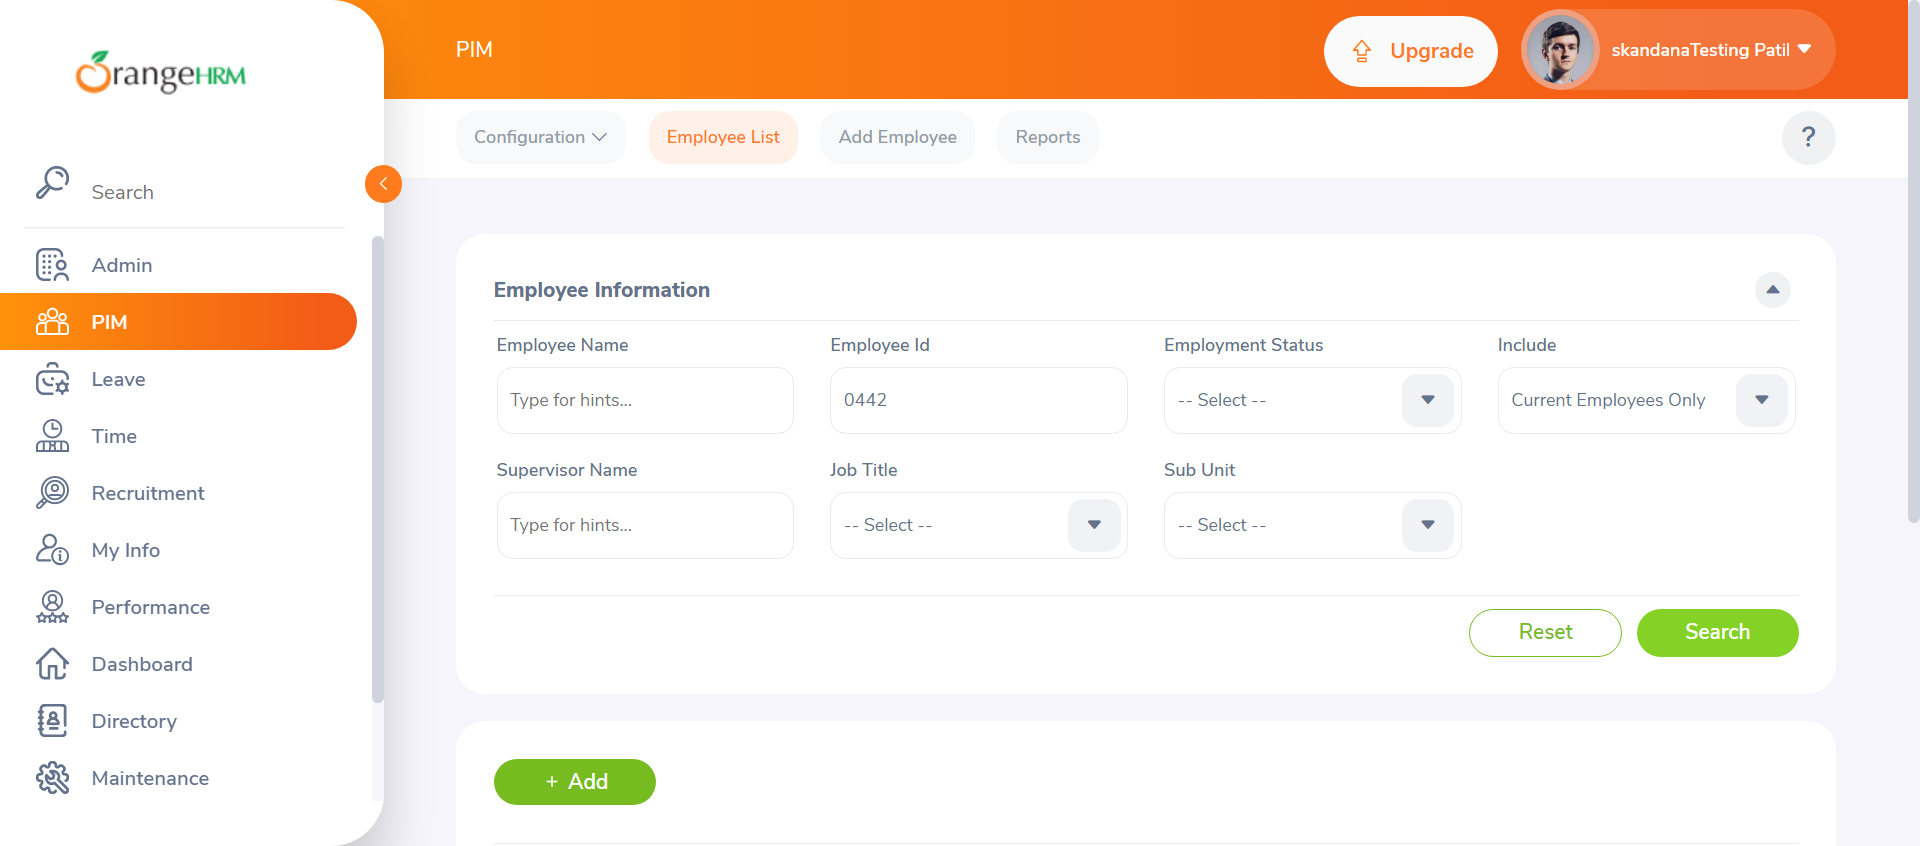 OrangeHRM
PIM
Upgrade
skandanaTesting Patil
Configuration
Employee List
Add Employee
Reports
?
Search
Admin
PIM
Leave
Time
Recruitment
My Info
Performance
Dashboard
Directory
Maintenance
Employee Information
Employee Name
Employee Id
Employment Status
Include
Type for hints...
0442
-- Select --
Current Employees Only
Supervisor Name
Job Title
Sub Unit
Type for hints...
-- Select --
-- Select --
Reset
Search
+ Add